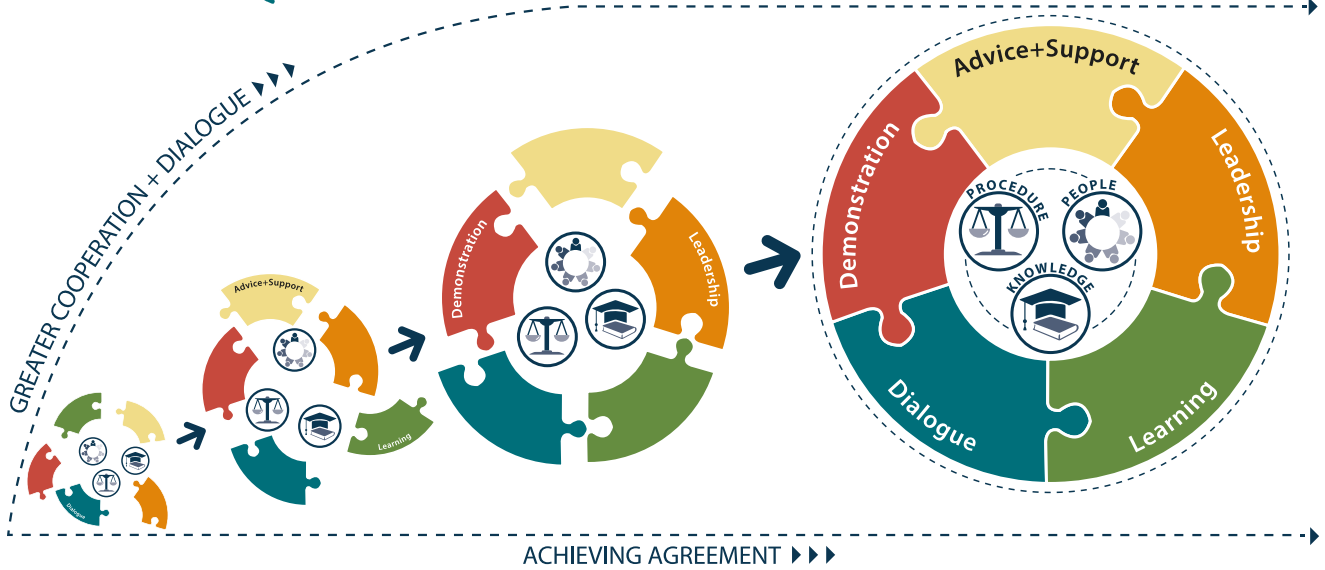 GREATER COOPERATION + DIALOGUE
Dialogue
Advice+Support
Learning
Demonstration
Leadership
Advice+Support
Demonstration
Leadership
PROCEDURE
PEOPLE
KNOWLEDGE
Dialogue
Learning
ACHIEVING AGREEMENT